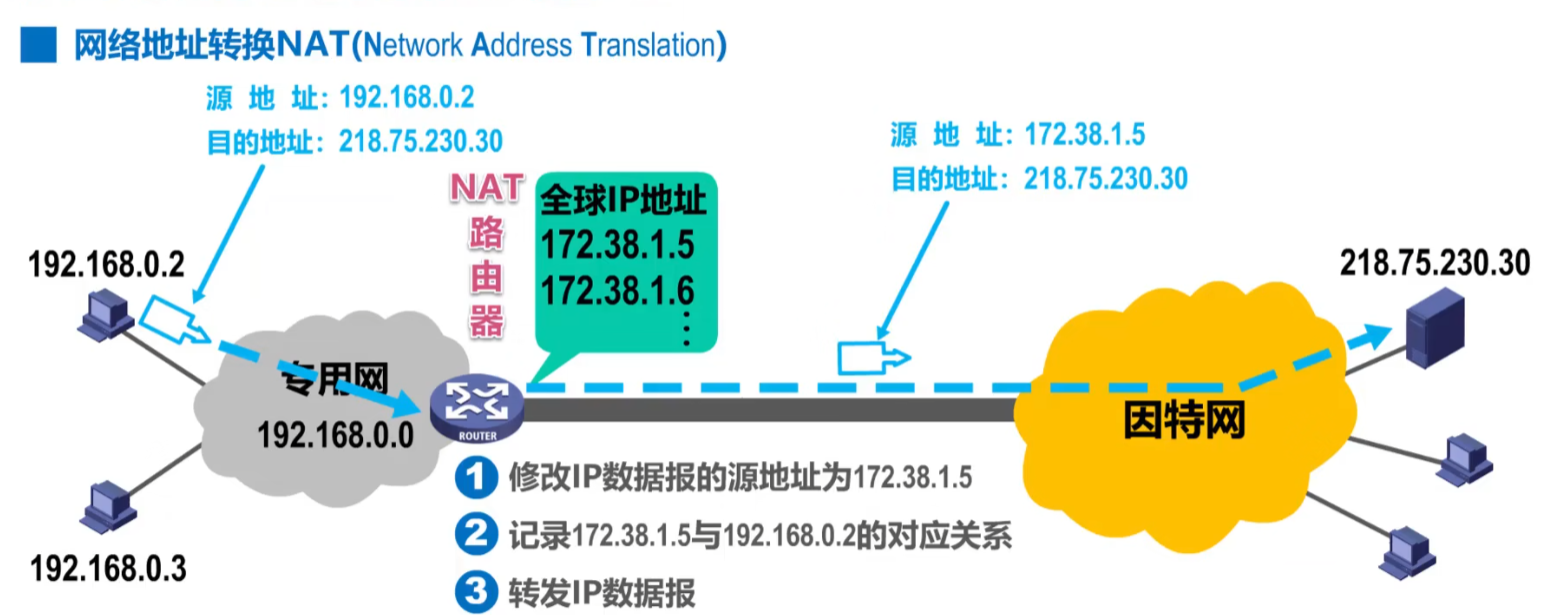 网络地址转换NAT(Network Address Translation)
源 地 址：192.168.0.2
目的地址：218.75.230.30
源 地 址：172.38.1.5
目的地址：218.75.230.30
NAT
路
由
器
全球IP地址
172.38.1.5
172.38.1.6
⋮
192.168.0.2
218.75.230.30
专用网
192.168.0.0
ROUTER
因特网
1 修改IP数据报的源地址为172.38.1.5
2 记录172.38.1.5与192.168.0.2的对应关系
192.168.0.3
3 转发IP数据报